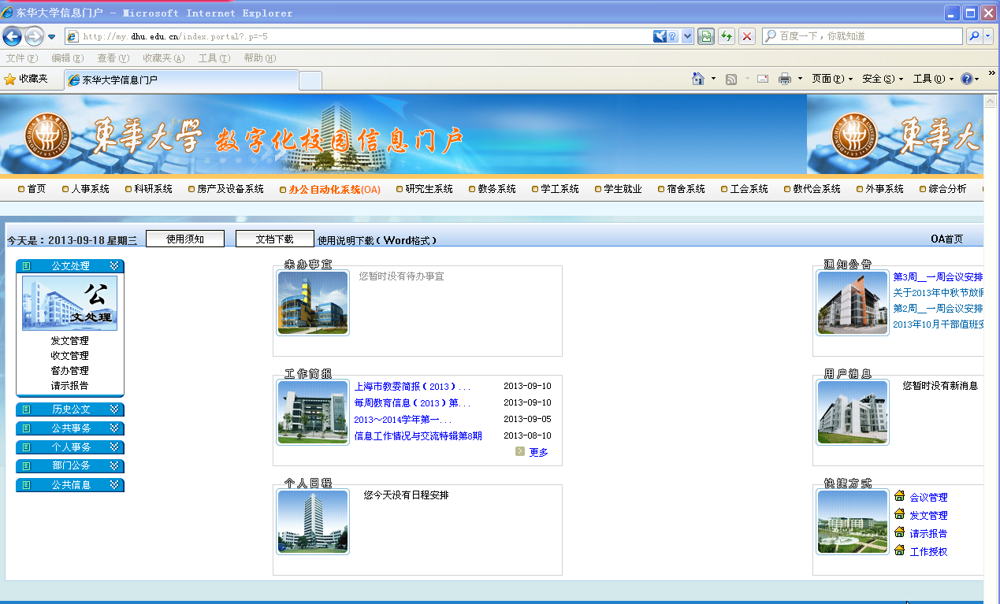 东华大学信息门户 - Microsoft Internet Explorer
http://my.dhu.edu.cn/index.portal?.p=-5
百度一下，你就知道
文件(F) 编辑(E) 查看(V) 收藏夹(A) 工具(T) 帮助(H)
收藏夹 东华大学信息门户 页面(P) 安全(S) 工具(O)
東華大學 数字化校园信息门户 東華大
首页 人事系统 科研系统 房产及设备系统 办公自动化系统(OA) 研究生系统 教务系统 学工系统 学生就业 宿舍系统 工会系统 教代会系统 外事系统 综合分析
今天是：2013-09-18 星期三 使用须知 文档下载 使用说明下载（Word格式） OA首页
公文处理
公
文处理
发文管理
收文管理
督办管理
请示报告
历史公文
公共事务
个人事务
部门公务
公共信息
未办事宜
您暂时没有待办事宜
工作简报
上海市教委简报（2013）... 2013-09-10
每周教育信息（2013）第... 2013-09-10
2013～2014学年第一... 2013-09-05
信息工作情况与交流特辑第8期 2013-08-10
更多
个人日程
您今天没有日程安排
通知公告
第3周__一周会议安排
关于2013年中秋节放假
第2周__一周会议安排
2013年10月干部值班安
用户消息
您暂时没有新消息
快捷方式
会议管理
发文管理
请示报告
工作授权